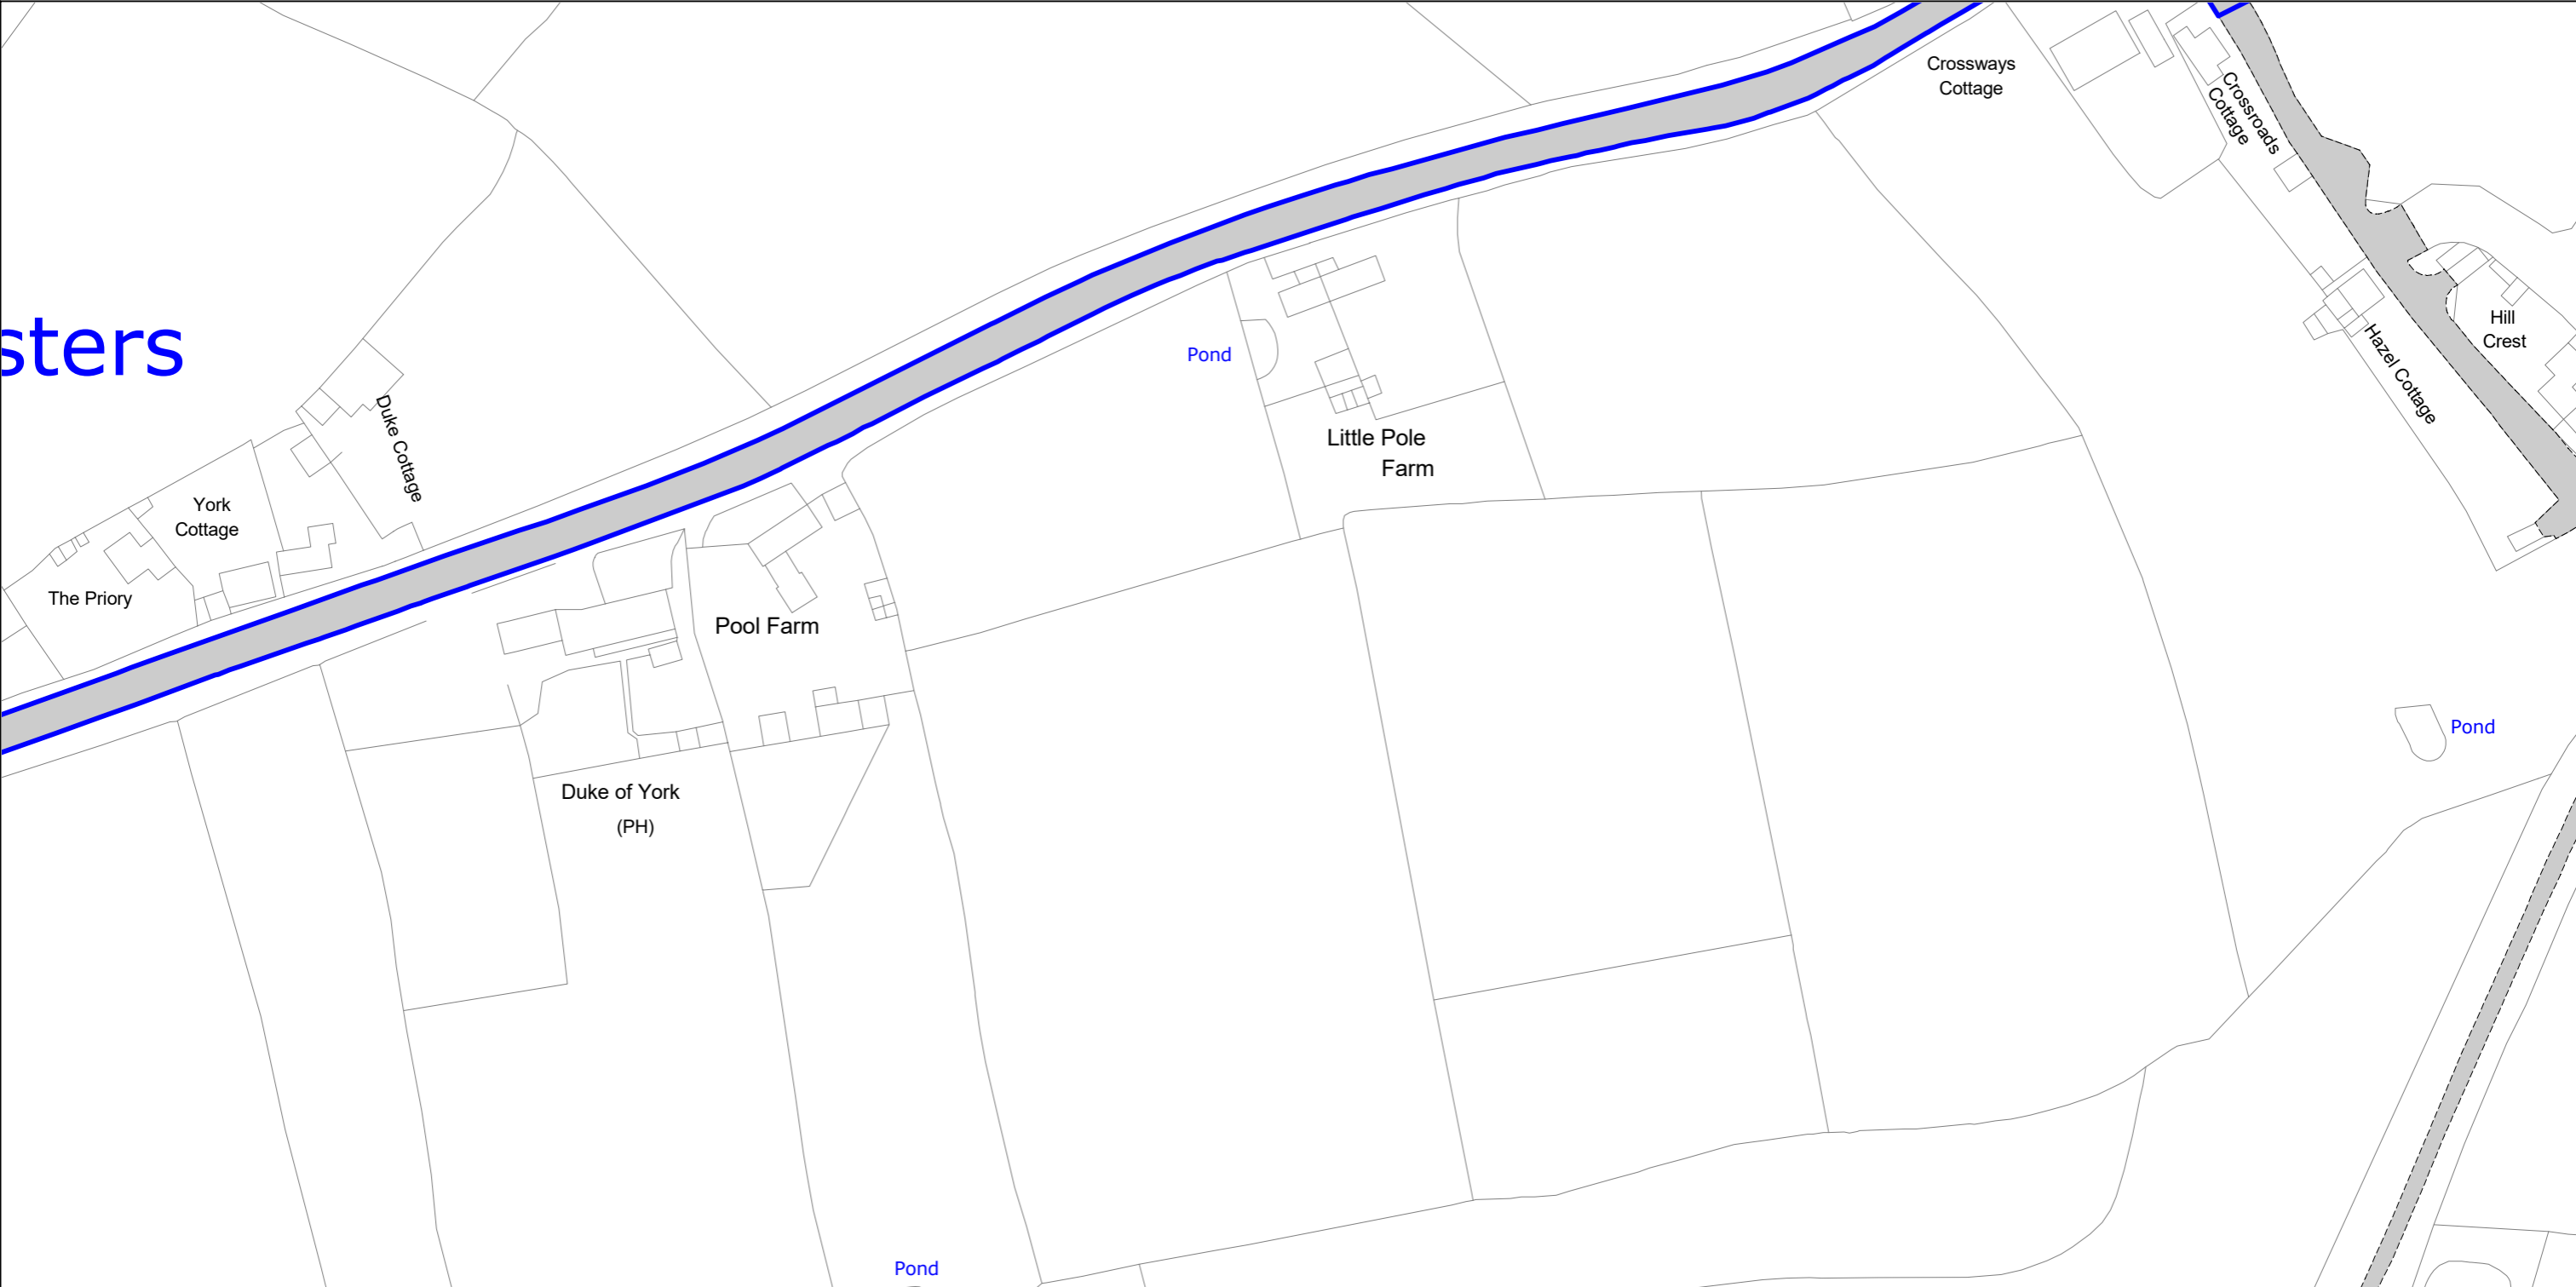 Crossways
Cottage
Crossroads
Cottage
sters
Pond
Hill
Crest
Hazel Cottage
Duke Cottage
Little Pole
Farm
York
Cottage
The Priory
Pool Farm
Pond
Duke of York
(PH)
Pond